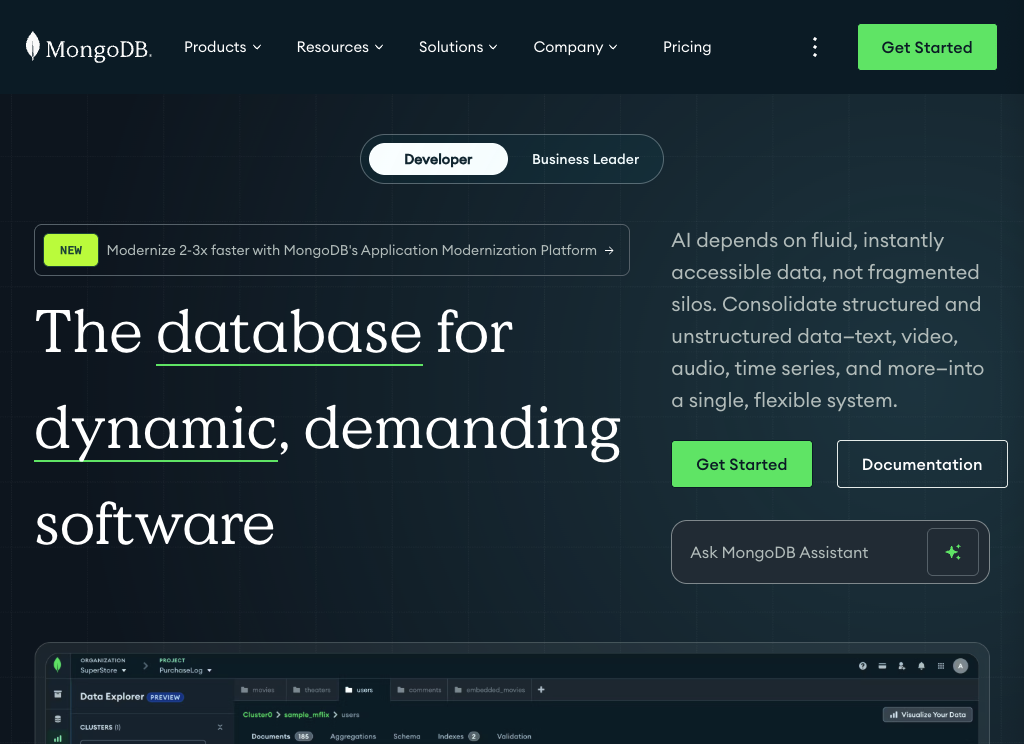 MongoDB.
Products
Resources
Solutions
Company
Pricing
Get Started
Developer
Business Leader
NEW
Modernize 2-3x faster with MongoDB's Application Modernization Platform →
The database for
dynamic, demanding
software
AI depends on fluid, instantly
accessible data, not fragmented
silos. Consolidate structured and
unstructured data—text, video,
audio, time series, and more—into
a single, flexible system.
Get Started
Documentation
Ask MongoDB Assistant
ORGANIZATION
SuperStore
PROJECT
PurchaseLog
A
Data Explorer PREVIEW
CLUSTERS (1)
movies
theaters
users
comments
embedded_movies
Cluster0 > sample_mflix > users
Visualize Your Data
Documents 185
Aggregations
Schema
Indexes 2
Validation